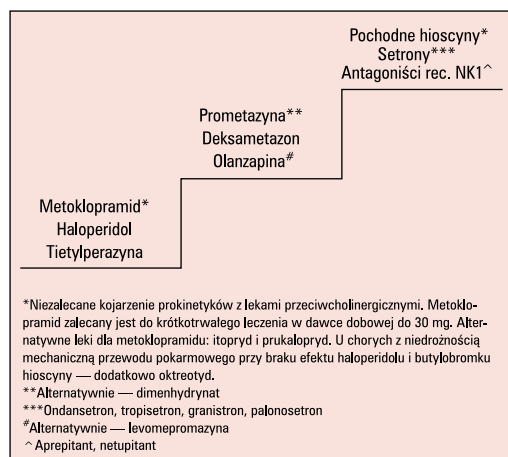 Pochodne hioscyny*
Setrony***
Antagoniści rec. NK1^
Prometazyna**
Deksametazon
Olanzapina#
Metoklopramid*
Haloperidol
Tietylperazyna
*Niezalecane kojarzenie prokinetyków z lekami przeciwcholinergicznymi. Metoklo-
pramid zalecany jest do krótkotrwałego leczenia w dawce dobowej do 30 mg. Alter-
natywne leki dla metoklopramidu: itopryd i prukalopryd. U chorych z niedrożnością
mechaniczną przewodu pokarmowego przy braku efektu haloperidolu i butylobromku
hioscyny — dodatkowo oktreotyd.
**Alternatywnie — dimenhydrynat
***Ondansetron, tropisetron, granistron, palonosetron
#Alternatywnie — levomepromazyna
^ Aprepitant, netupitant